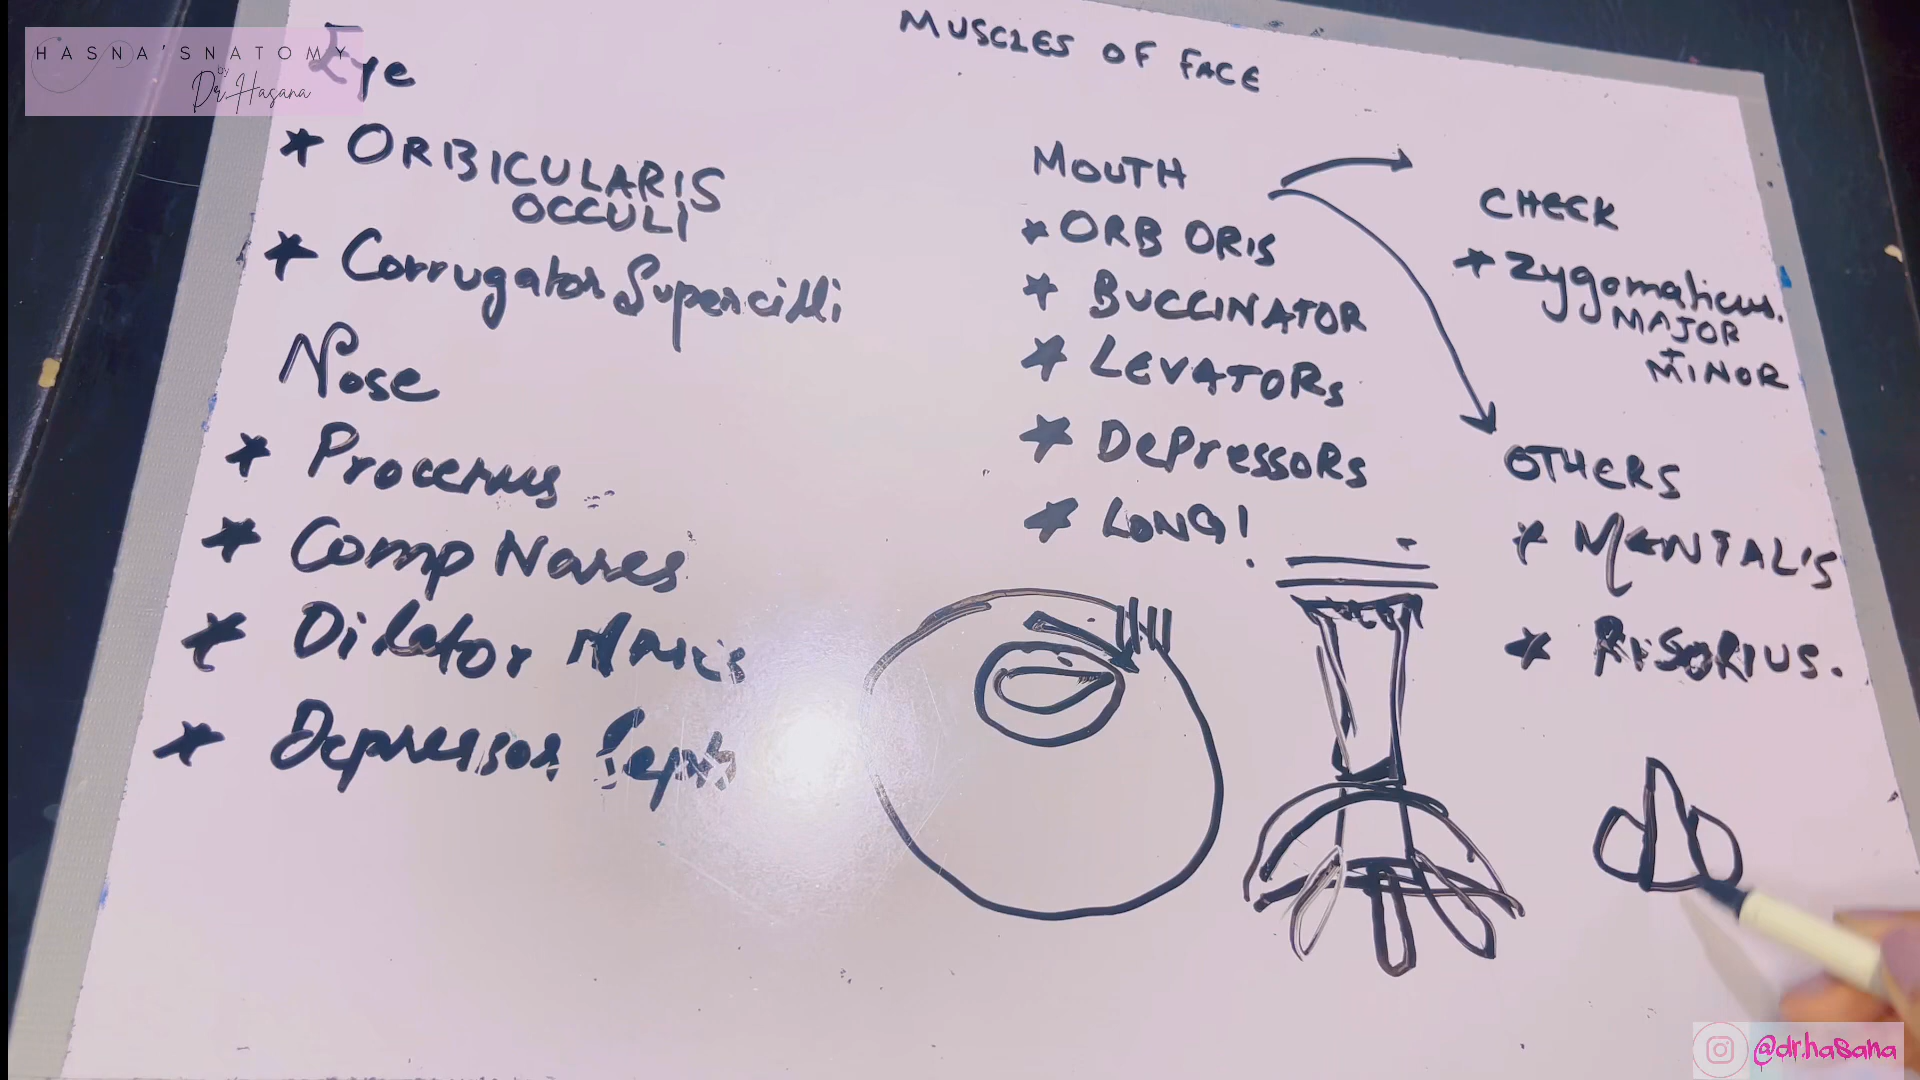 HASNA'SNATOMY
by
Dr.Hasana
MUSCLES OF FACE
Eye
* ORBICULARIS
OCCULI
* Corrugator Supercilli
Nose
* Procerus
* Comp Nares
* Dilator Naris
* Depressor Septi
MOUTH
* ORB ORIS
* BUCCINATOR
* LEVATORs
* DePressoRs
* LONG!
CHECK
* Zygomaticus.
MAJOR
+
MINOR
OTHERS
* MENTALIS
* RISORIUS.
@dr.hasana